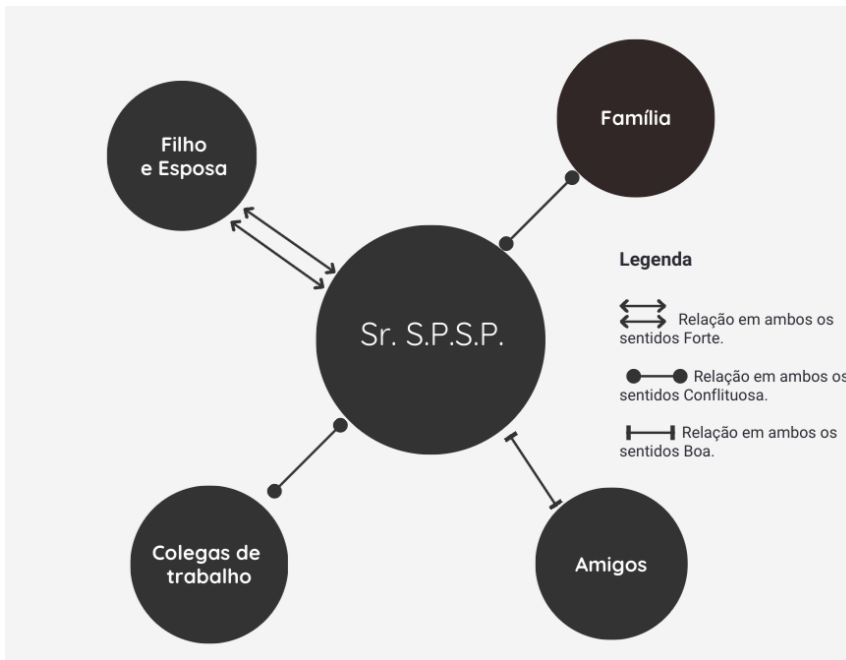 Filho
e Esposa
Família
Sr. S.P.S.P.
Colegas de
trabalho
Amigos
Legenda
Relação em ambos os
sentidos Forte.
Relação em ambos os
sentidos Conflituosa.
Relação em ambos os
sentidos Boa.